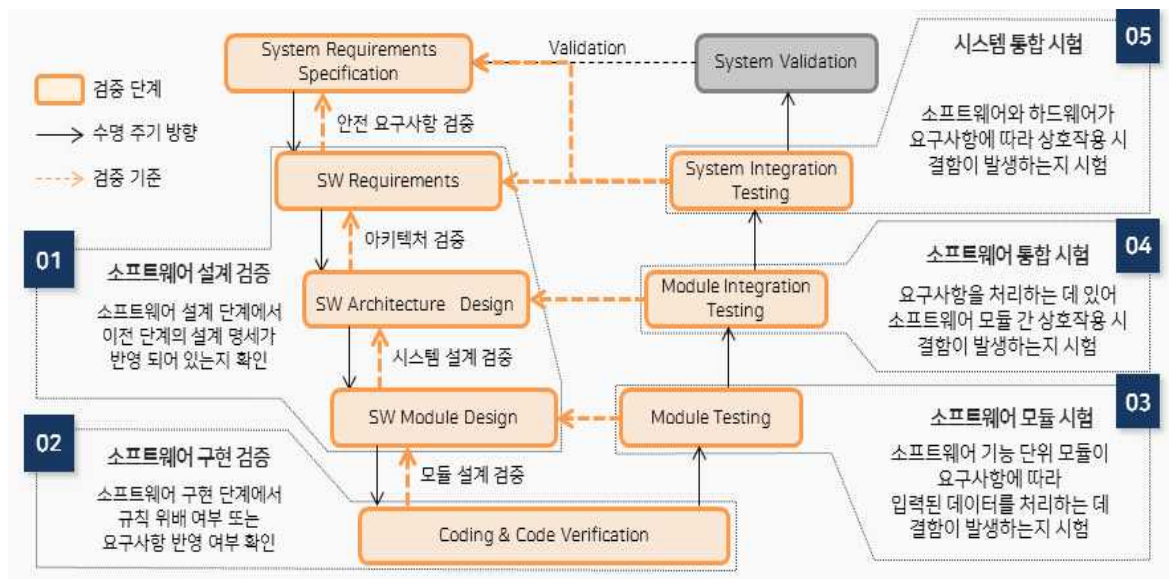 검증 단계
수명 주기 방향
검증 기준
System Requirements
Specification
Validation
System Validation
안전 요구사항 검증
SW Requirements
System Integration
Testing
아키텍처 검증
SW Architecture Design
Module Integration
Testing
시스템 설계 검증
SW Module Design
Module Testing
모듈 설계 검증
Coding & Code Verification
01
소프트웨어 설계 검증
소프트웨어 설계 단계에서
이전 단계의 설계 명세가
반영 되어 있는지 확인
02
소프트웨어 구현 검증
소프트웨어 구현 단계에서
규칙 위배 여부 또는
요구사항 반영 여부 확인
03
소프트웨어 모듈 시험
소프트웨어 기능 단위 모듈이
요구사항에 따라
입력된 데이터를 처리하는 데
결함이 발생하는지 시험
04
소프트웨어 통합 시험
요구사항을 처리하는 데 있어
소프트웨어 모듈 간 상호작용 시
결함이 발생하는지 시험
05
시스템 통합 시험
소프트웨어와 하드웨어가
요구사항에 따라 상호작용 시
결함이 발생하는지 시험